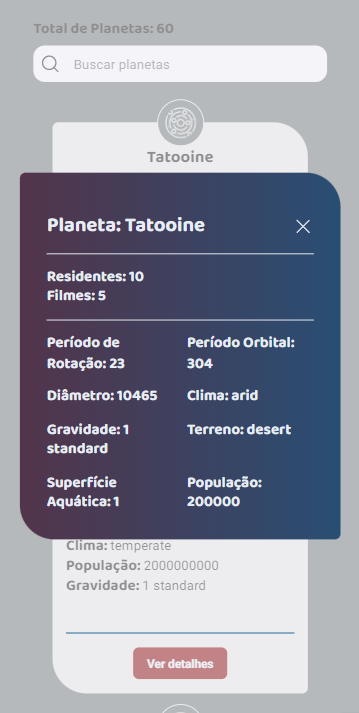 Total de Planetas: 60
Buscar planetas
Tatooine
Planeta: Tatooine
Residentes: 10
Filmes: 5
Período de
Rotação: 23
Período Orbital:
304
Diâmetro: 10465
Clima: arid
Gravidade: 1
standard
Terreno: desert
Superfície
Aquática: 1
População:
200000
Clima: temperate
População: 2000000000
Gravidade: 1 standard
Ver detalhes